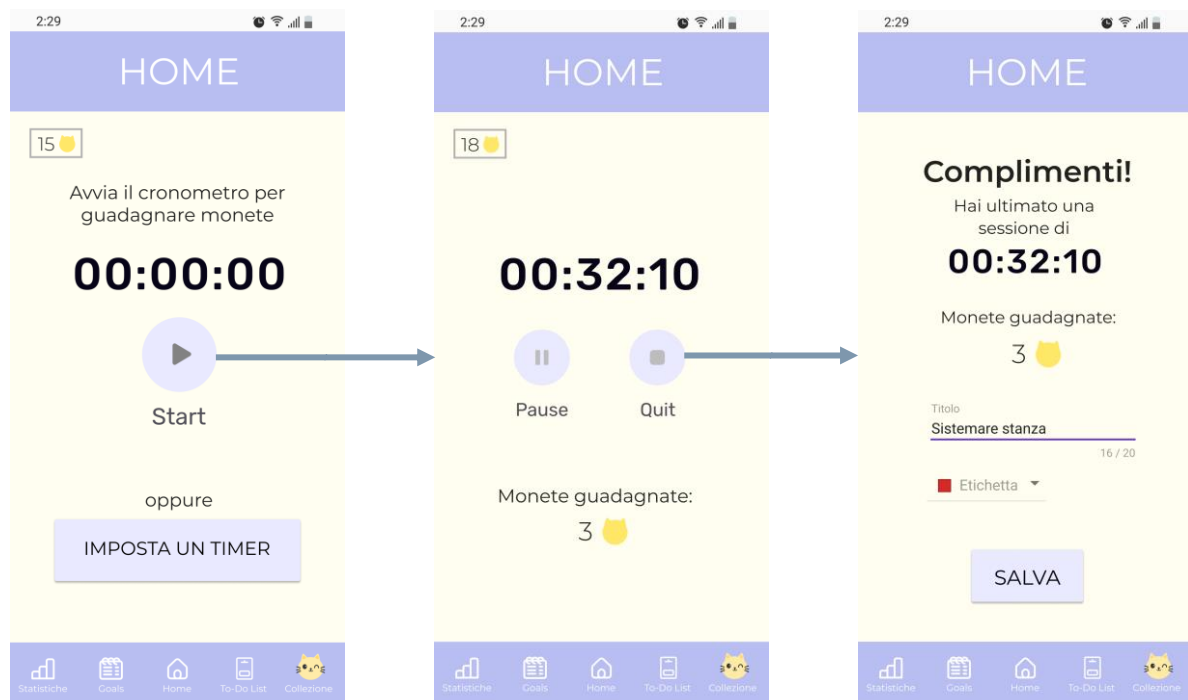 2:29
HOME
15
Avvia il cronometro per
guadagnare monete
00:00:00
Start
oppure
IMPOSTA UN TIMER
Statistiche
Goals
Home
To-Do List
Collezione
2:29
HOME
18
00:32:10
Pause
Quit
Monete guadagnate:
3
Statistiche
Goals
Home
To-Do List
Collezione
2:29
HOME
Complimenti!
Hai ultimato una
sessione di
00:32:10
Monete guadagnate:
3
Titolo
Sistemare stanza
16 / 20
Etichetta
SALVA
Statistiche
Goals
Home
To-Do List
Collezione